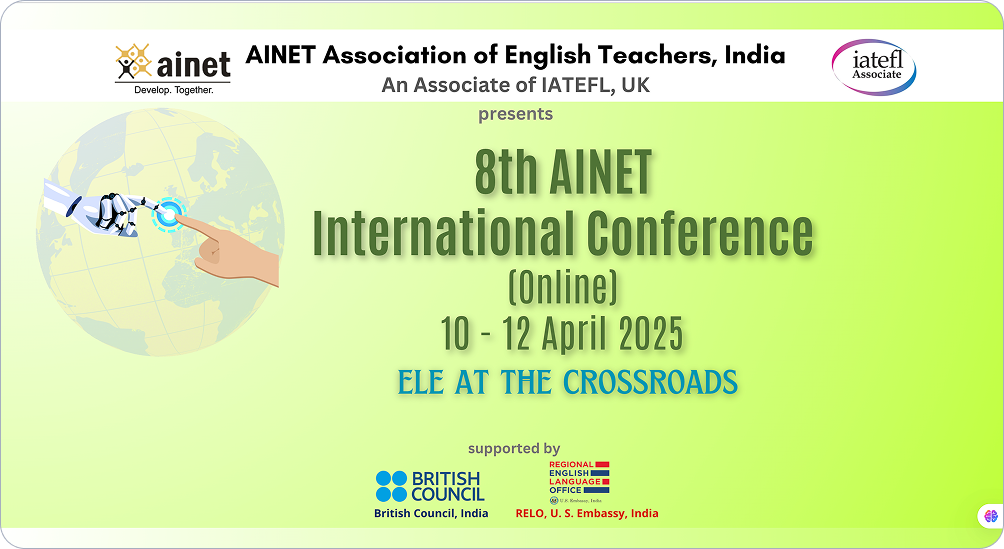 ainet
Develop. Together.
AINET Association of English Teachers, India
An Associate of IATEFL, UK
iatefl
Associate
presents
8th AINET
International Conference
(Online)
10 - 12 April 2025
ELE AT THE CROSSROADS
supported by
BRITISH
COUNCIL
British Council, India
REGIONAL
ENGLISH
LANGUAGE
OFFICE
U.S. Embassy, India
RELO, U. S. Embassy, India